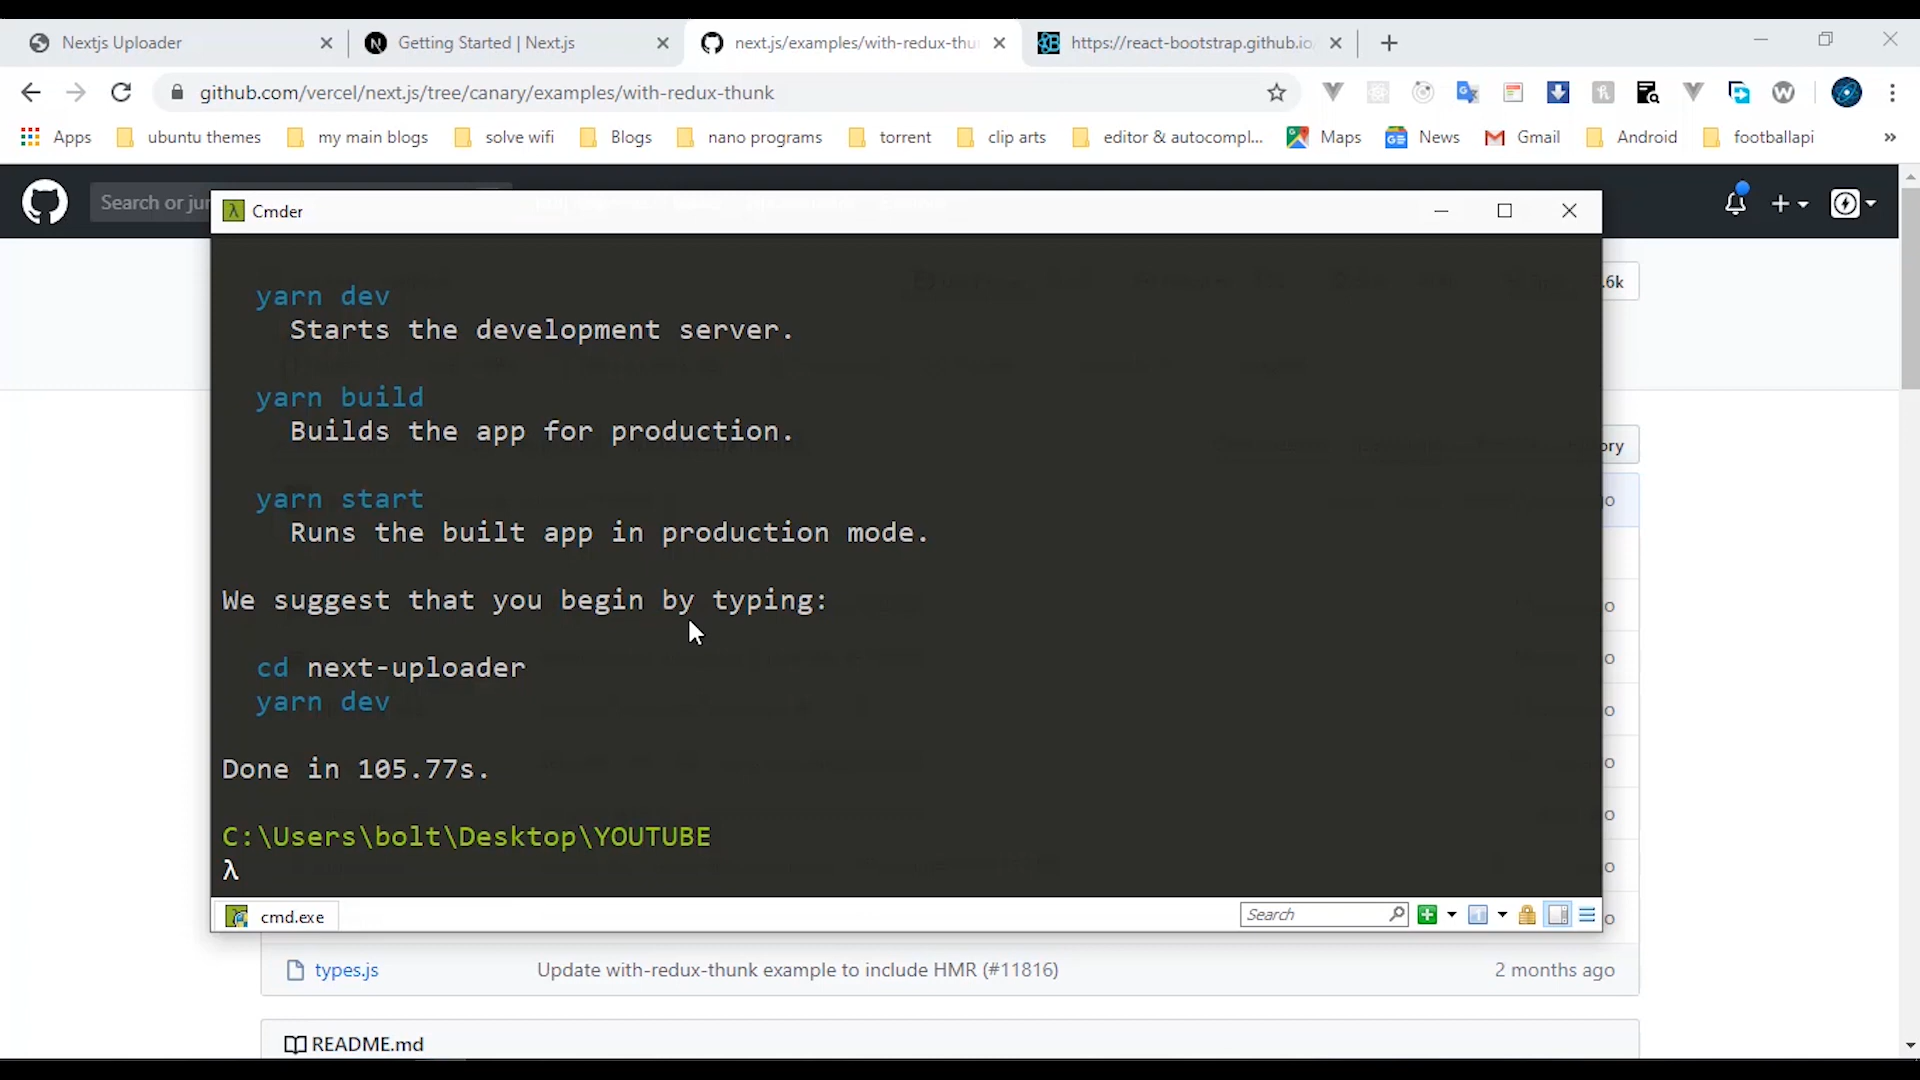 Nextjs Uploader
Getting Started | Next.js
next.js/examples/with-redux-thu
https://react-bootstrap.github.io
github.com/vercel/next.js/tree/canary/examples/with-redux-thunk
Apps
ubuntu themes
my main blogs
solve wifi
Blogs
nano programs
torrent
clip arts
editor & autocompl...
Maps
News
Gmail
Android
footballapi
»
Search or jur
λ Cmder
.6k
yarn dev
Starts the development server.
yarn build
Builds the app for production.
ory
yarn start
Runs the built app in production mode.
We suggest that you begin by typing:
cd next-uploader
yarn dev
Done in 105.77s.
C:\Users\bolt\Desktop\YOUTUBE
λ
cmd.exe
Search
types.js
Update with-redux-thunk example to include HMR (#11816)
2 months ago
README.md